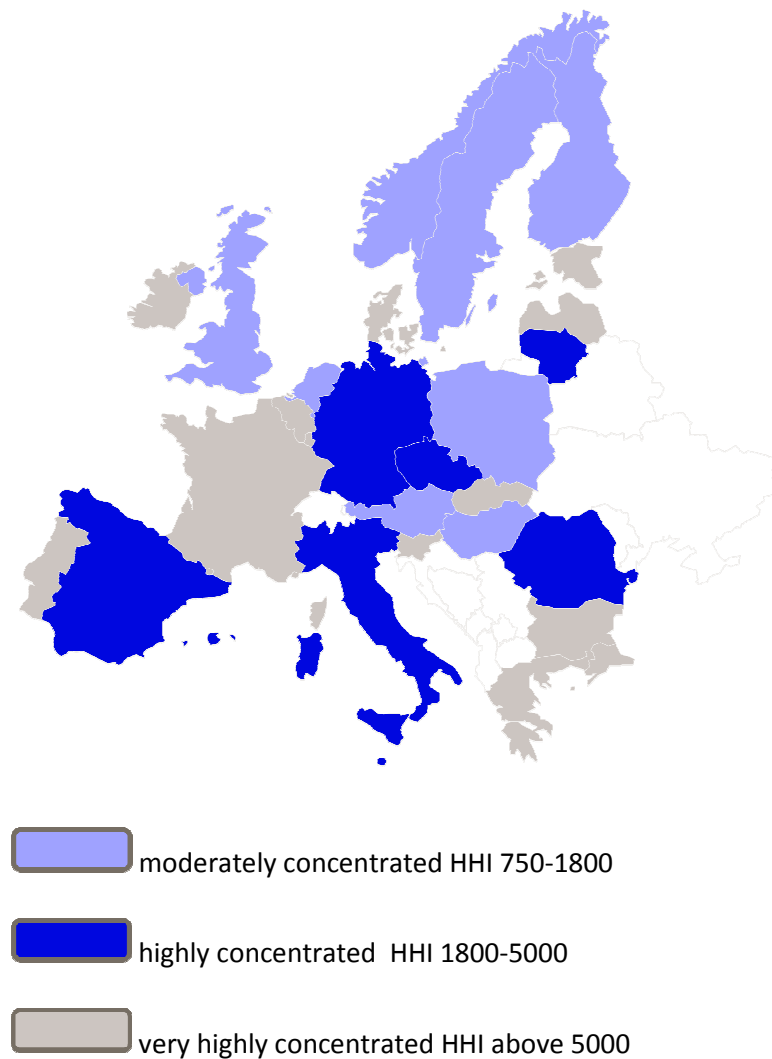 moderately concentrated HHI 750-1800
highly concentrated  HHI 1800-5000
very highly concentrated HHI above 5000